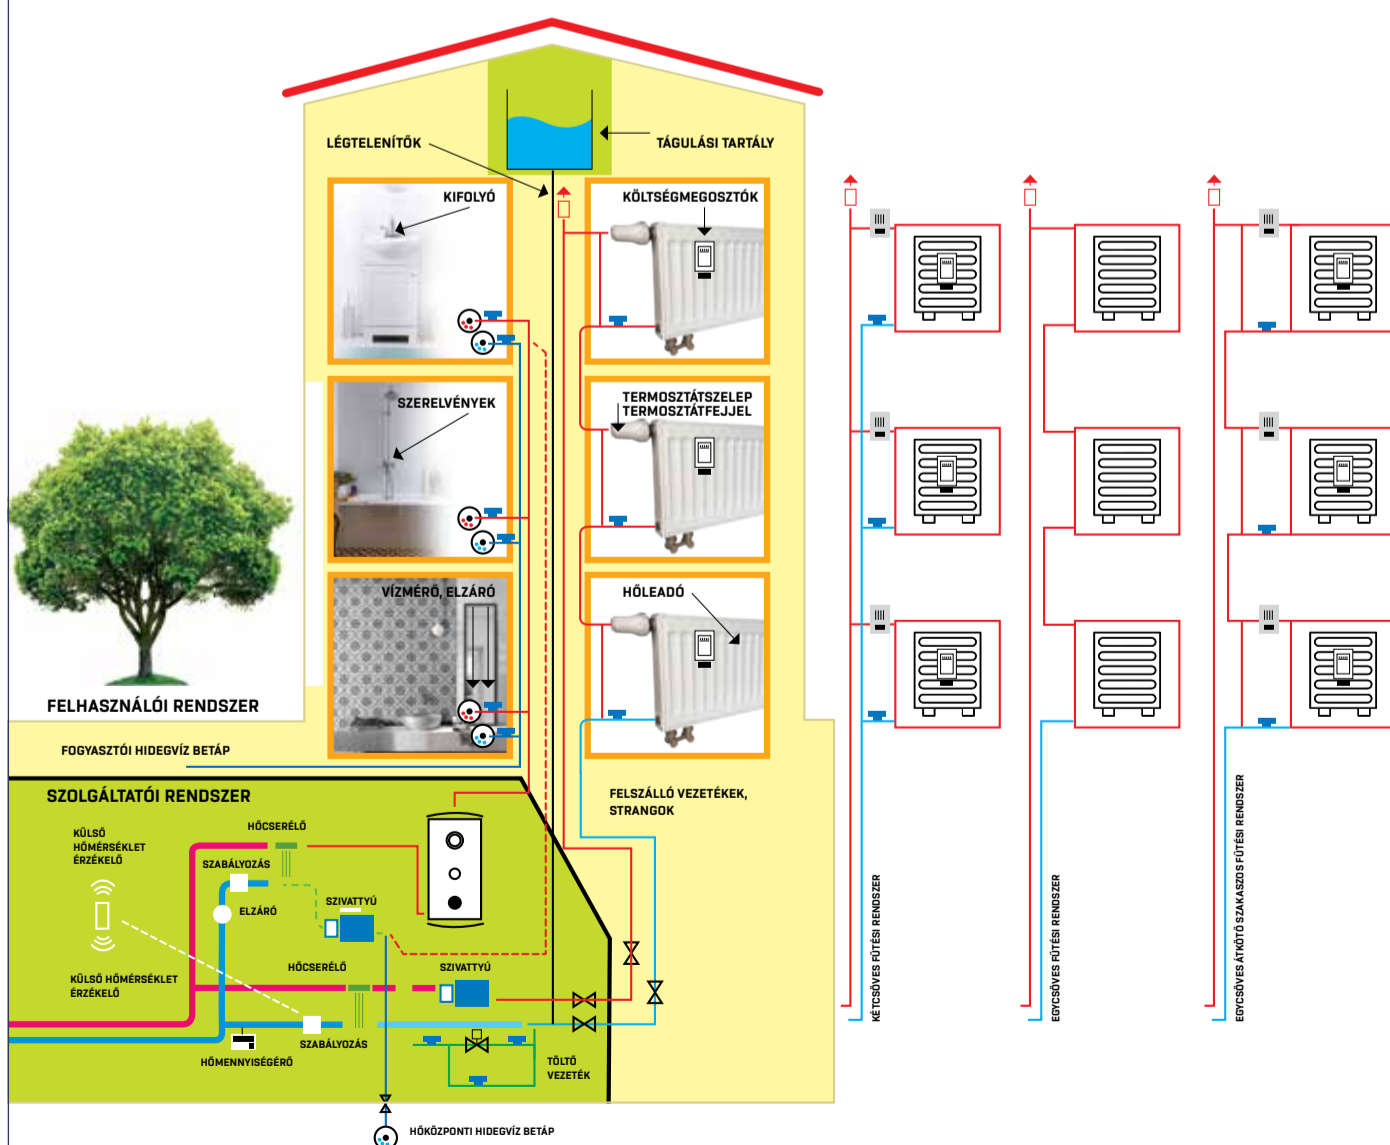 LÉGTELENÍTŐK
TÁGULÁSI TARTÁLY
KIFOLYÓ
KÖLTSÉGMEGOSZTÓK
SZERELVÉNYEK
TERMOSZTÁTSZELEP
TERMOSZTÁTFEJJEL
VÍZMÉRŐ, ELZÁRÓ
HŐLEADÓ
FELHASZNÁLÓI RENDSZER
FOGYASZTÓI HIDEGVÍZ BETÁP
SZOLGÁLTATÓI RENDSZER
FELSZÁLLÓ VEZETÉKEK,
STRANGOK
KÜLSŐ
HŐMÉRSÉKLET
ÉRZÉKELŐ
HŐCSERÉLŐ
SZABÁLYOZÁS
ELZÁRÓ
SZIVATTYÚ
HŐCSERÉLŐ
SZIVATTYÚ
KÜLSŐ HŐMÉRSÉKLET
ÉRZÉKELŐ
SZABÁLYOZÁS
HŐMENNYISÉGÉRŐ
TÖLTŐ
VEZETÉK
HŐKÖZPONTI HIDEGVÍZ BETÁP
KÉTCSÖVES FŰTÉSI RENDSZER
EGYCSÖVES FŰTÉSI RENDSZER
EGYCSÖVES ÁTKÖTŐ SZAKASZOS FŰTÉSI RENDSZER